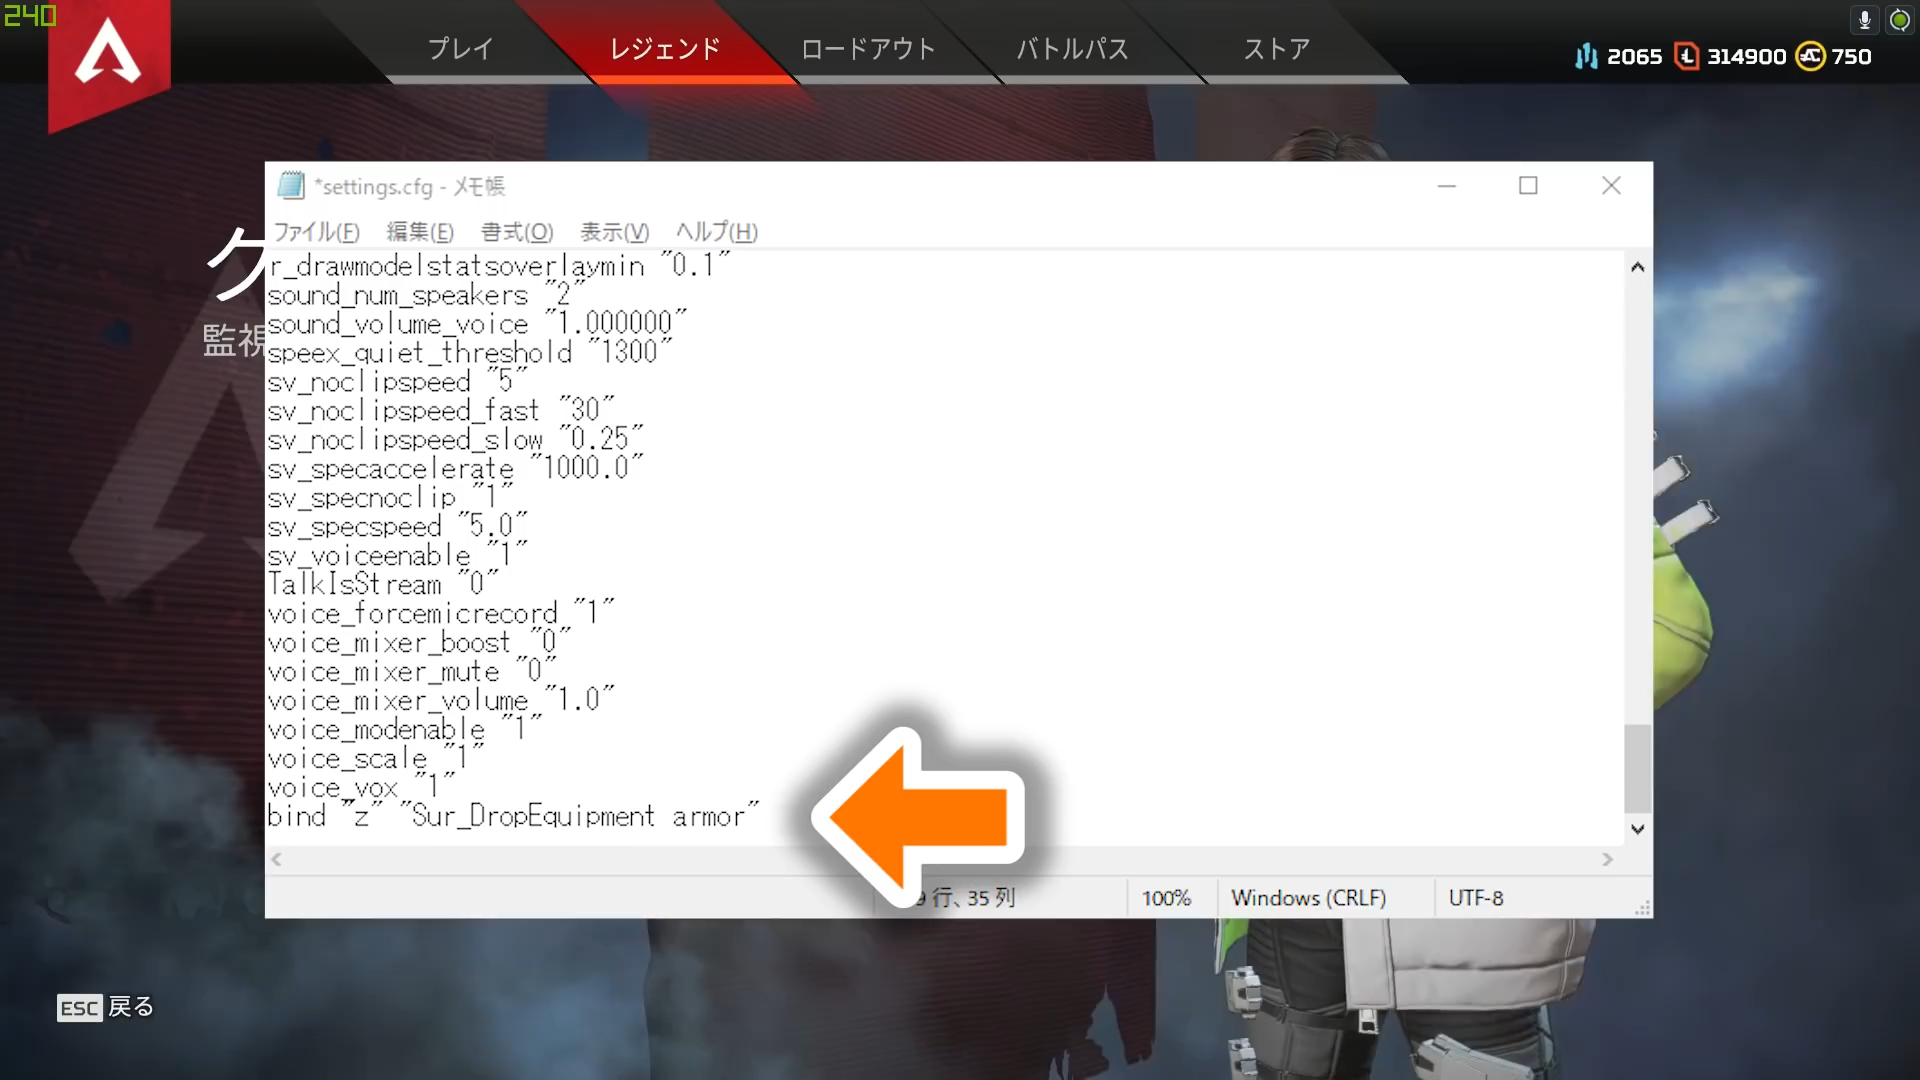 240
プレイ
レジェンド
ロードアウト
バトルパス
ストア
2065
314900
750
ク
監視
*settings.cfg - メモ帳
ファイル(F) 編集(E) 書式(O) 表示(V) ヘルプ(H)
r_drawmodelstatsoverlaymin "0.1"
sound_num_speakers "2"
sound_volume_voice "1.000000"
speex_quiet_threshold "1300"
sv_noclipspeed "5"
sv_noclipspeed_fast "30"
sv_noclipspeed_slow "0.25"
sv_specaccelerate "1000.0"
sv_specnoclip "1"
sv_specspeed "5.0"
sv_voiceenable "1"
TalkIsStream "0"
voice_forcemicrecord "1"
voice_mixer_boost "0"
voice_mixer_mute "0"
voice_mixer_volume "1.0"
voice_modenable "1"
voice_scale "1"
voice_vox "1"
bind "z" "Sur_DropEquipment armor"
9 行、35 列
100%
Windows (CRLF)
UTF-8
ESC 戻る